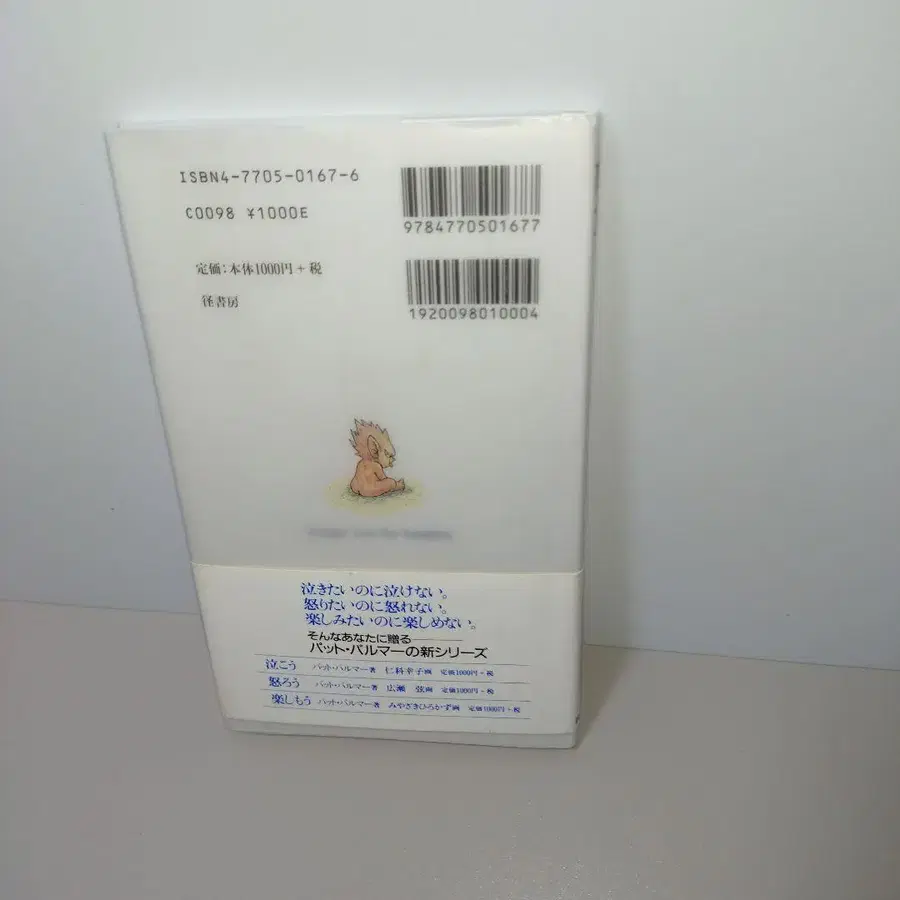 ISBN4-7705-0167-6
C0098 ¥1000E
9784770501677
定価:本体1000円+税
1920098010004
径書房
泣きたいのに泣けない。
怒りたいのに怒れない。
楽しみたいのに楽しめない。
そんなあなたに贈る———
パット・パルマーの新シリーズ
泣こう パット・パルマー著 仁科幸子画 定価1000円+税
怒ろう パット・パルマー著 広瀬 弦画 定価1000円+税
楽しもう パット・パルマー著 みやざきひろかず画 定価1000円+税